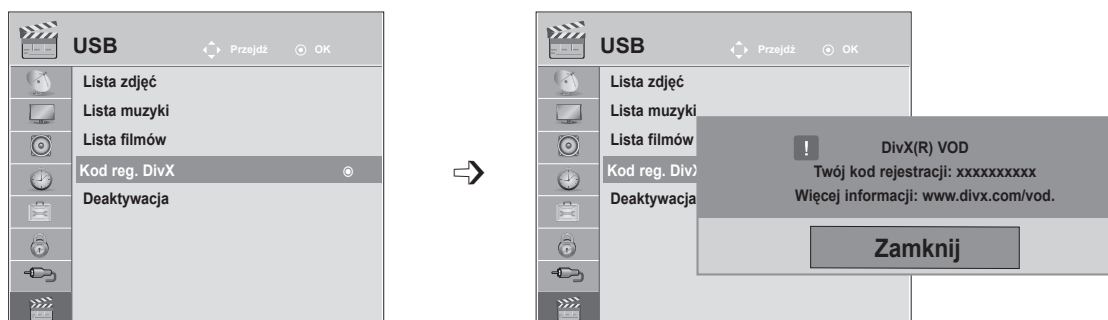 USB
Przejdź
OK
Lista zdjęć
Lista muzyki
Lista filmów
Kod reg. DivX
Deaktywacja
USB
Przejdź
OK
Lista zdjęć
Lista muzyki
Lista filmów
Kod reg. DivX
Deaktywacja
! DivX(R) VOD
Twój kod rejestracji: xxxxxxxxxx
Więcej informacji: www.divx.com/vod.
Zamknij